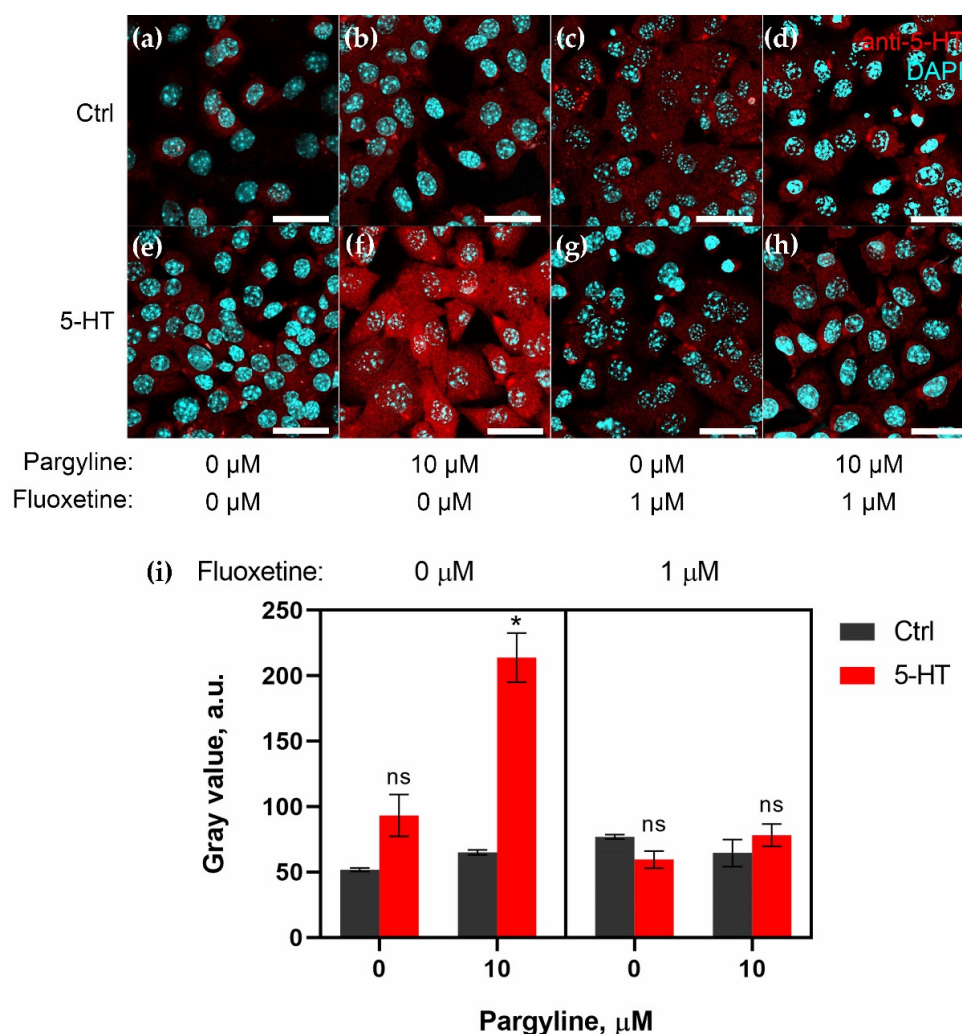 (a) (b) (c) (d) anti-5-HT
DAPI
Ctrl
(e) (f) (g) (h)
5-HT
Pargyline: 0 µM 10 µM 0 µM 10 µM
Fluoxetine: 0 µM 0 µM 1 µM 1 µM
(i) Fluoxetine: 0 µM 1 µM
250
200
150
100
50
0
Gray value, a.u.
ns * ns ns
Ctrl
5-HT
0 10 0 10
Pargyline, µM